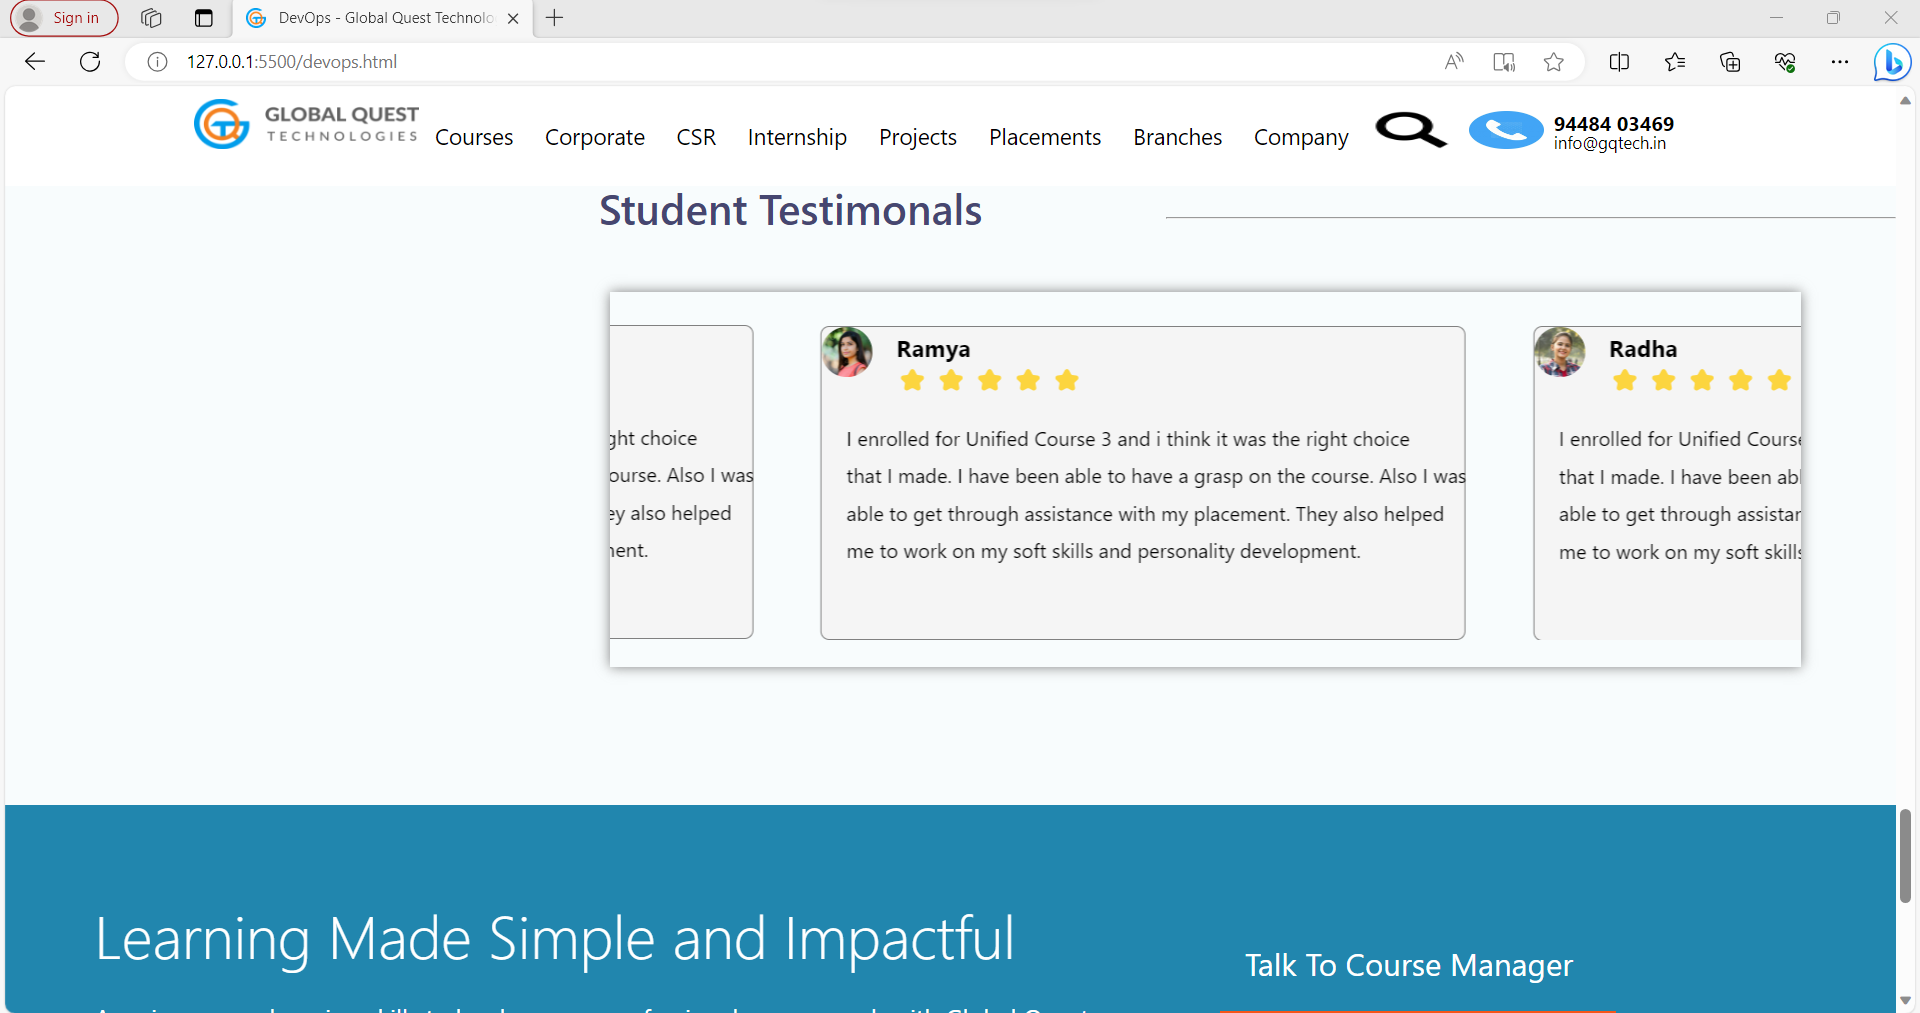 Sign in
DevOps - Global Quest Technolo
127.0.0.1:5500/devops.html
GLOBAL QUEST
TECHNOLOGIES
Courses Corporate CSR Internship Projects Placements Branches Company
94484 03469
info@gqtech.in
Student Testimonals
ght choice
ourse. Also I was
ey also helped
nent.
Ramya
I enrolled for Unified Course 3 and i think it was the right choice
that I made. I have been able to have a grasp on the course. Also I was
able to get through assistance with my placement. They also helped
me to work on my soft skills and personality development.
Radha
I enrolled for Unified Course
that I made. I have been abl
able to get through assistan
me to work on my soft skills
Learning Made Simple and Impactful
Talk To Course Manager